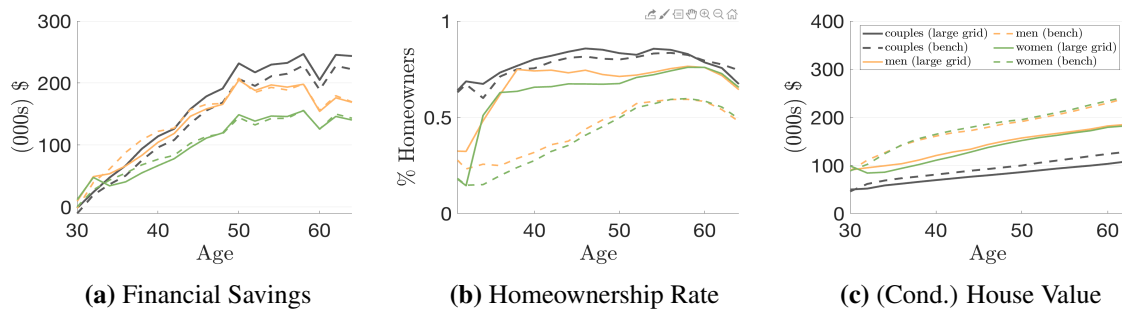 300
200
100
0
(000s) $
30
40
50
60
Age
(a) Financial Savings
1
0.5
0
% Homeowners
40
50
60
Age
(b) Homeownership Rate
400
300
200
100
0
(000s) $
couples (large grid)
couples (bench)
men (large grid)
men (bench)
women (large grid)
women (bench)
30
40
50
60
Age
(c) (Cond.) House Value